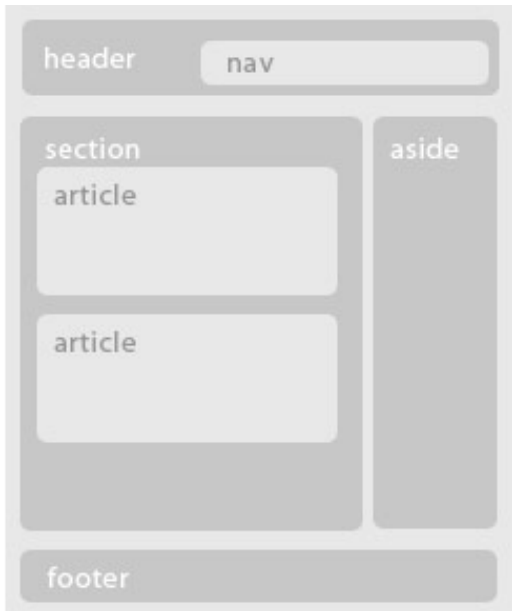 header
nav
section
aside
article
article
footer